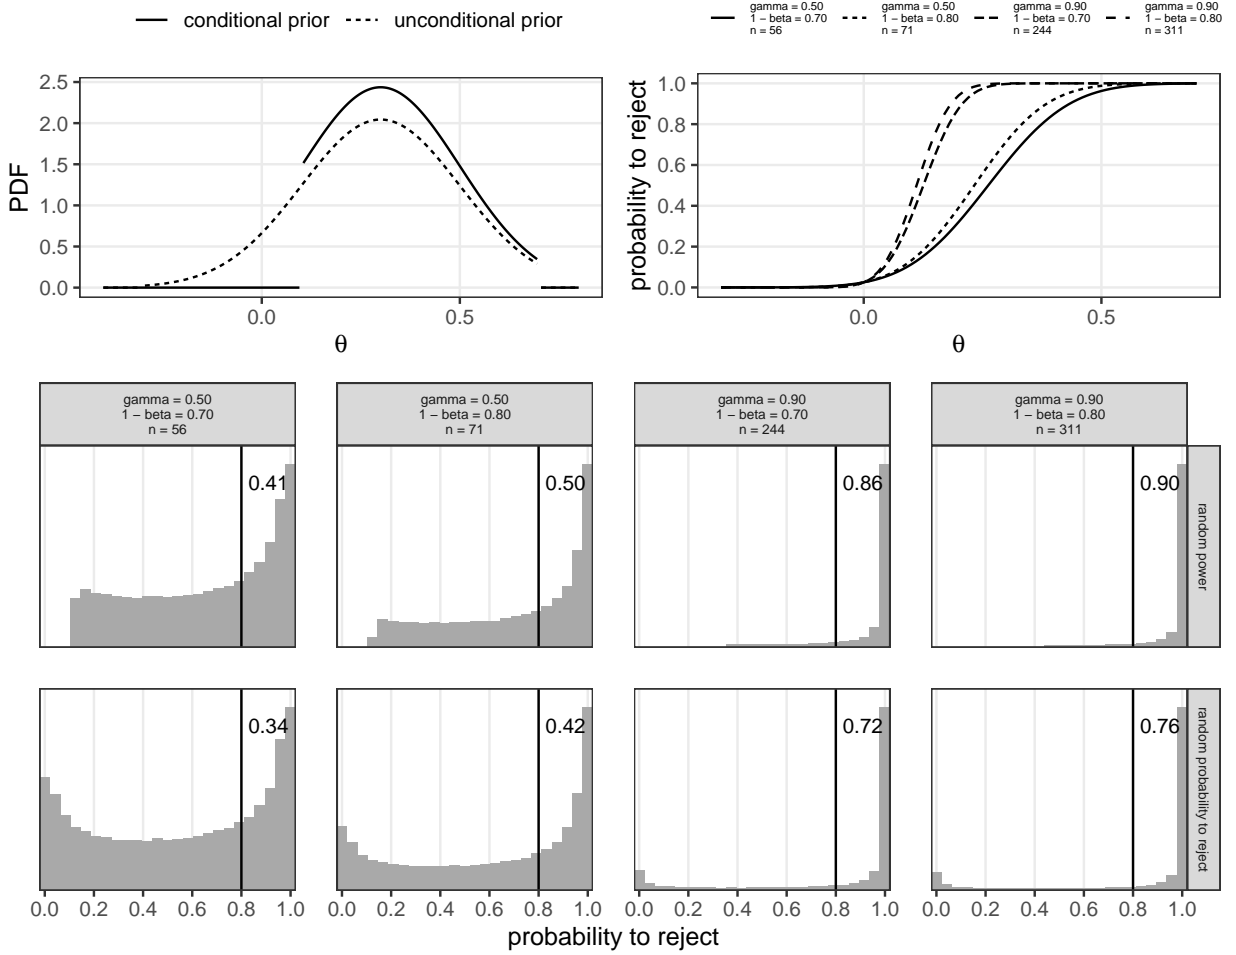 conditional prior
unconditional prior
gamma = 0.50
1 − beta = 0.70
n = 56
gamma = 0.50
1 − beta = 0.80
n = 71
gamma = 0.90
1 − beta = 0.70
n = 244
gamma = 0.90
1 − beta = 0.80
n = 311
PDF
2.5
2.0
1.5
1.0
0.5
0.0
0.0
0.5
θ
probability to reject
1.0
0.8
0.6
0.4
0.2
0.0
0.0
0.5
θ
gamma = 0.50
1 − beta = 0.70
n = 56
gamma = 0.50
1 − beta = 0.80
n = 71
gamma = 0.90
1 − beta = 0.70
n = 244
gamma = 0.90
1 − beta = 0.80
n = 311
0.41
0.50
0.86
0.90
random power
0.34
0.42
0.72
0.76
random probability to reject
0.0 0.2 0.4 0.6 0.8 1.0
0.0 0.2 0.4 0.6 0.8 1.0
0.0 0.2 0.4 0.6 0.8 1.0
0.0 0.2 0.4 0.6 0.8 1.0
probability to reject